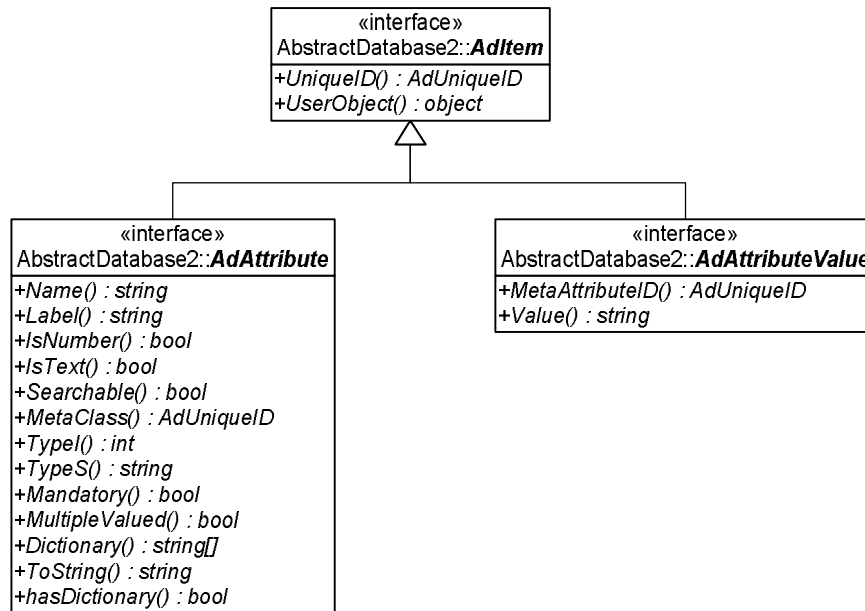 «interface»
AbstractDatabase2::AdItem
+UniqueID() : AdUniqueID
+UserObject() : object
«interface»
AbstractDatabase2::AdAttribute
+Name() : string
+Label() : string
+IsNumber() : bool
+IsText() : bool
+Searchable() : bool
+MetaClass() : AdUniqueID
+TypeI() : int
+TypeS() : string
+Mandatory() : bool
+MultipleValued() : bool
+Dictionary() : string[]
+ToString() : string
+hasDictionary() : bool
«interface»
AbstractDatabase2::AdAttributeValue
+MetaAttributeID() : AdUniqueID
+Value() : string